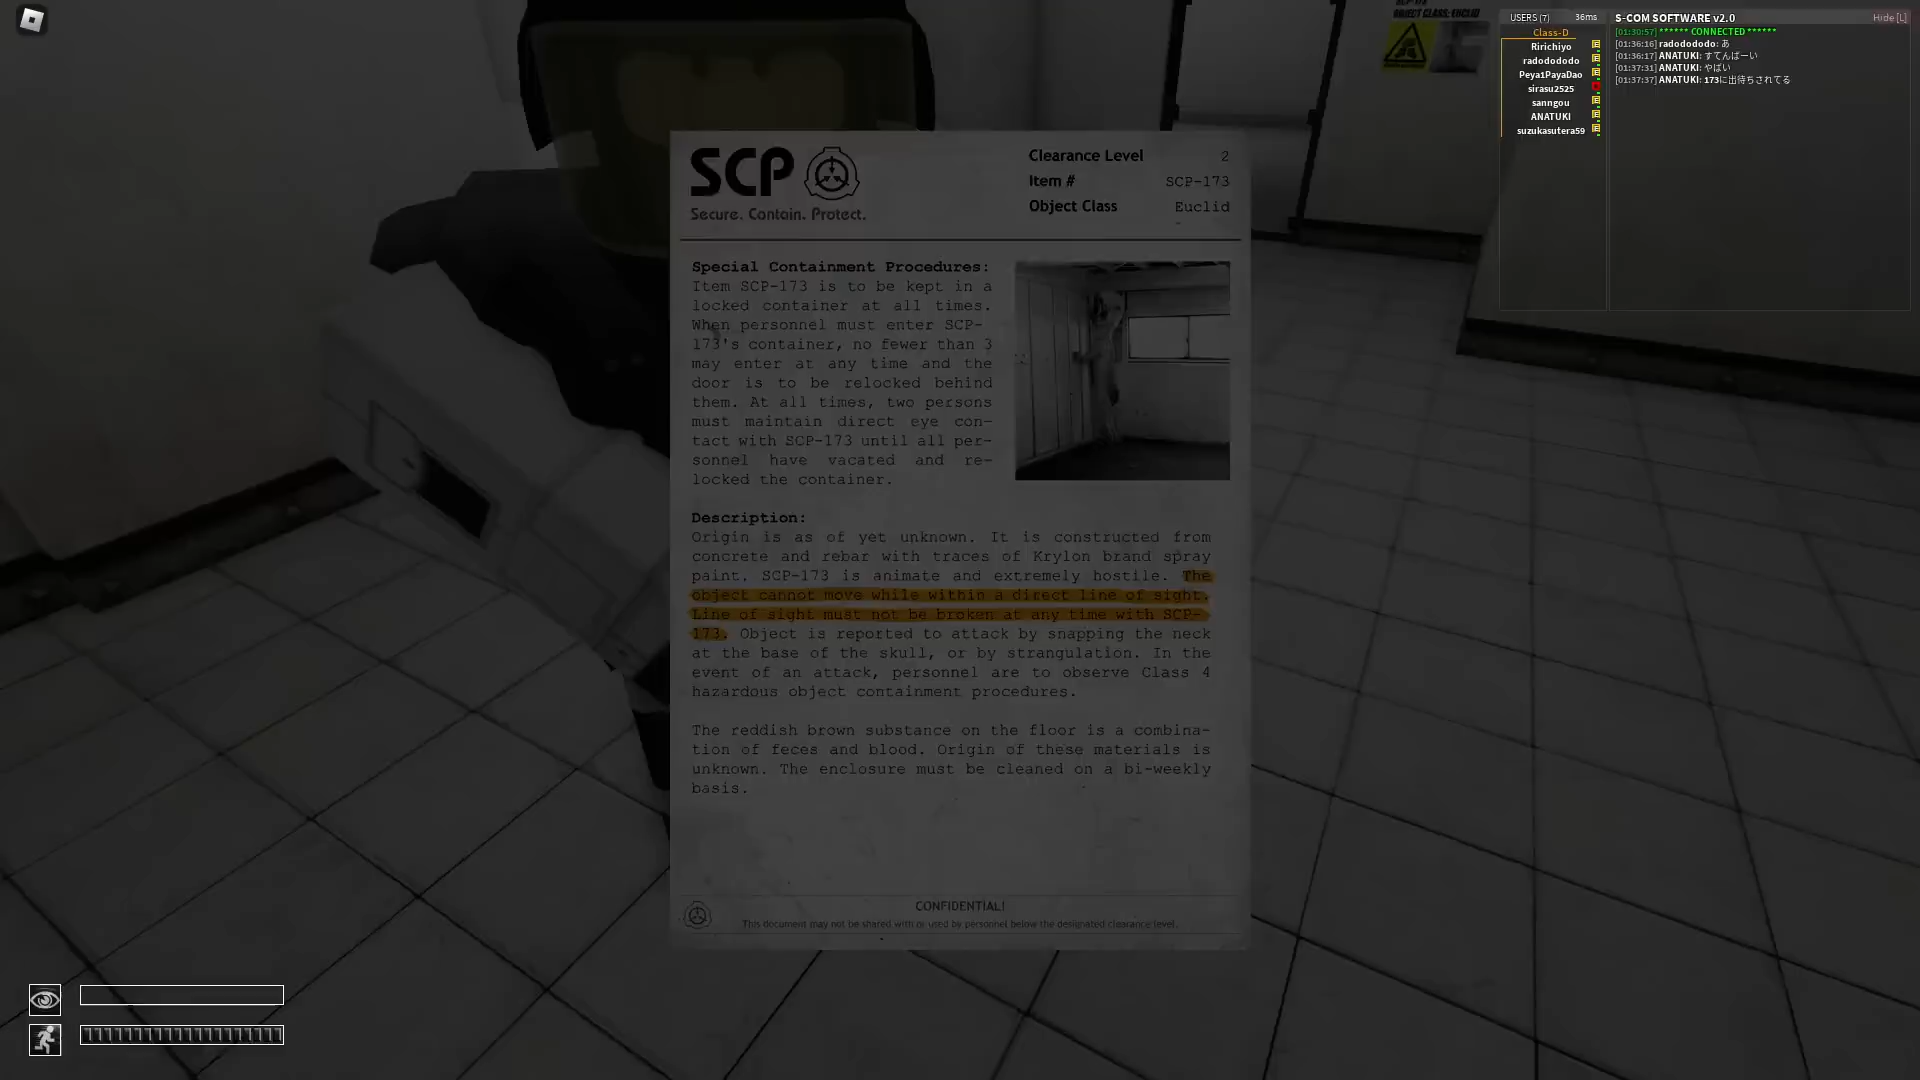 OBJECT CLASS: EUCLID
USERS (7) 36ms
Class-D
Ririchiyo
radodododo
Peya1PayaDao
sirasu2525
sanngou
ANATUKI
suzukasutera59
S-COM SOFTWARE v2.0 Hide [L]
[01:30:57] ****** CONNECTED ******
[01:36:16] radodododo: あ
[01:36:17] ANATUKI: すてんばーい
[01:37:31] ANATUKI: やばい
[01:37:37] ANATUKI: 173に出待ちされてる
SCP
Secure. Contain. Protect.
Clearance Level 2
Item # SCP-173
Object Class Euclid
Special Containment Procedures:
Item SCP-173 is to be kept in a
locked container at all times.
When personnel must enter SCP-
173's container, no fewer than 3
may enter at any time and the
door is to be relocked behind
them. At all times, two persons
must maintain direct eye con-
tact with SCP-173 until all per-
sonnel have vacated and re-
locked the container.
Description:
Origin is as of yet unknown. It is constructed from
concrete and rebar with traces of Krylon brand spray
paint. SCP-173 is animate and extremely hostile. The
object cannot move while within a direct line of sight.
Line of sight must not be broken at any time with SCP-
173. Object is reported to attack by snapping the neck
at the base of the skull, or by strangulation. In the
event of an attack, personnel are to observe Class 4
hazardous object containment procedures.
The reddish brown substance on the floor is a combina-
tion of feces and blood. Origin of these materials is
unknown. The enclosure must be cleaned on a bi-weekly
basis.
CONFIDENTIAL!
This document may not be shared with or used by personnel below the designated clearance level.